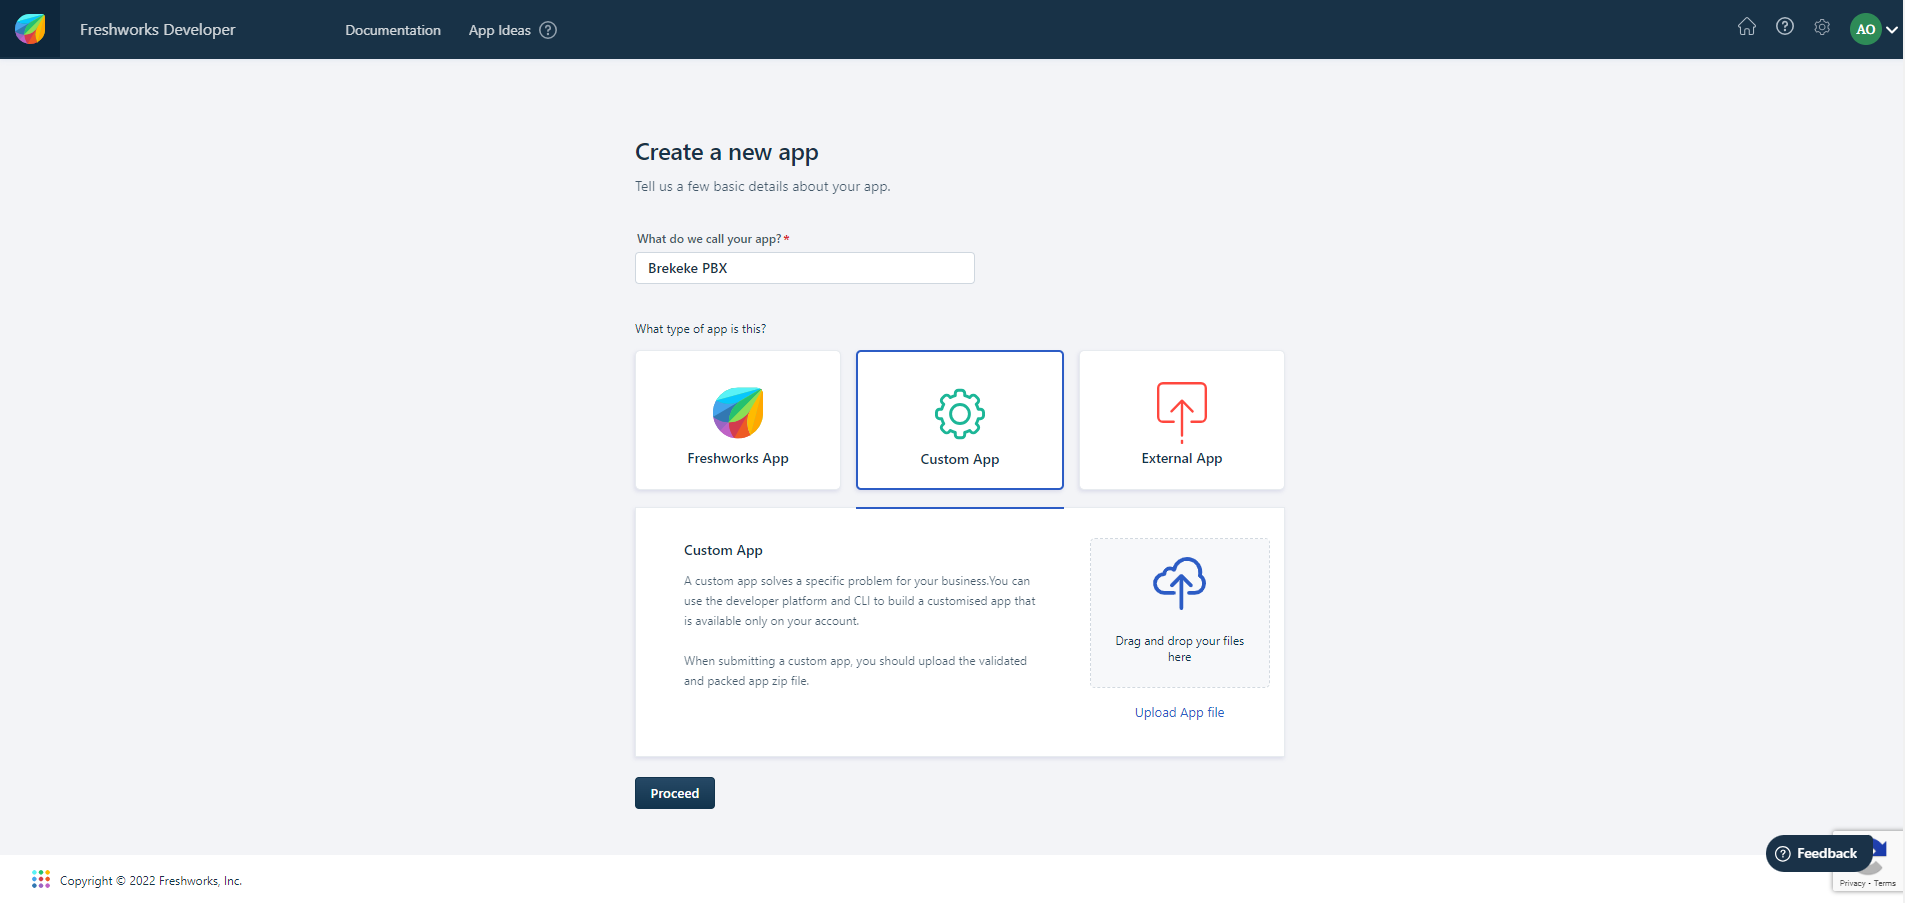 Freshworks Developer
Documentation
App Ideas
AO
Create a new app
Tell us a few basic details about your app.
What do we call your app?*
Brekeke PBX
What type of app is this?
Freshworks App
Custom App
External App
Custom App
A custom app solves a specific problem for your business.You can
use the developer platform and CLI to build a customised app that
is available only on your account.
When submitting a custom app, you should upload the validated
and packed app zip file.
Drag and drop your files
here
Upload App file
Proceed
Feedback
Privacy - Terms
Copyright © 2022 Freshworks, Inc.